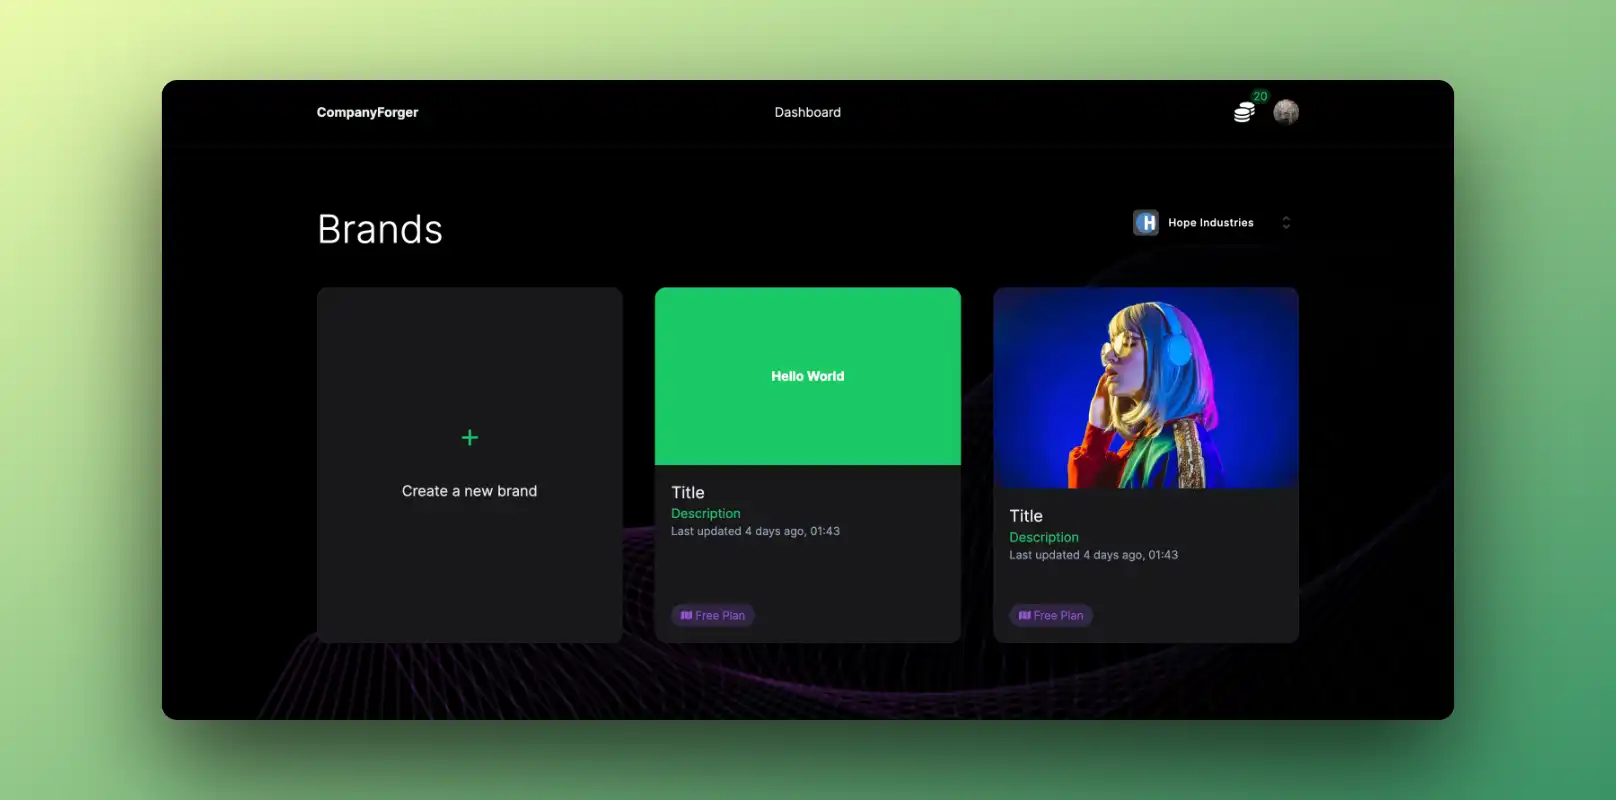 CompanyForger
Dashboard
20
Brands
H
Hope Industries
Create a new brand
Hello World
Title
Description
Last updated 4 days ago, 01:43
Free Plan
Title
Description
Last updated 4 days ago, 01:43
Free Plan